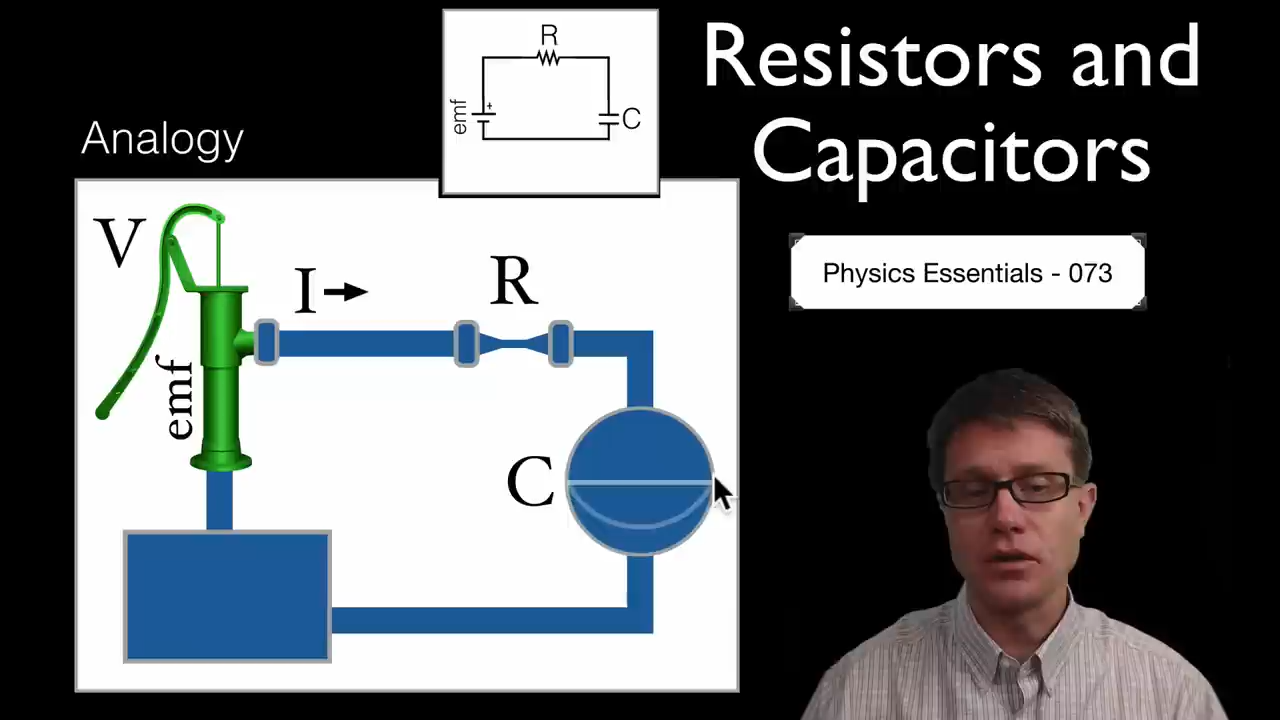 Resistors and
Capacitors
Physics Essentials - 073
Analogy
R
emf
+
C
V
I
R
emf
C